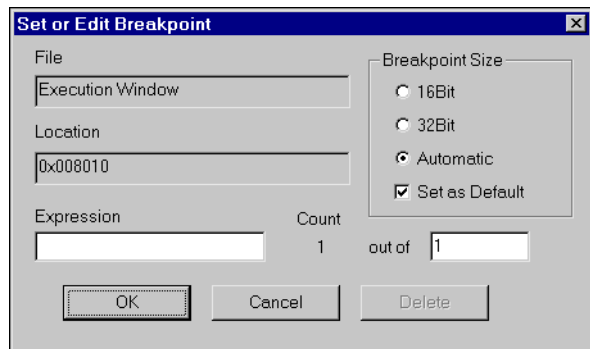 Set or Edit Breakpoint
File
Execution Window
Location
0x008010
Breakpoint Size
16Bit
32Bit
Automatic
Set as Default
Expression
Count
1 out of 1
OK Cancel Delete